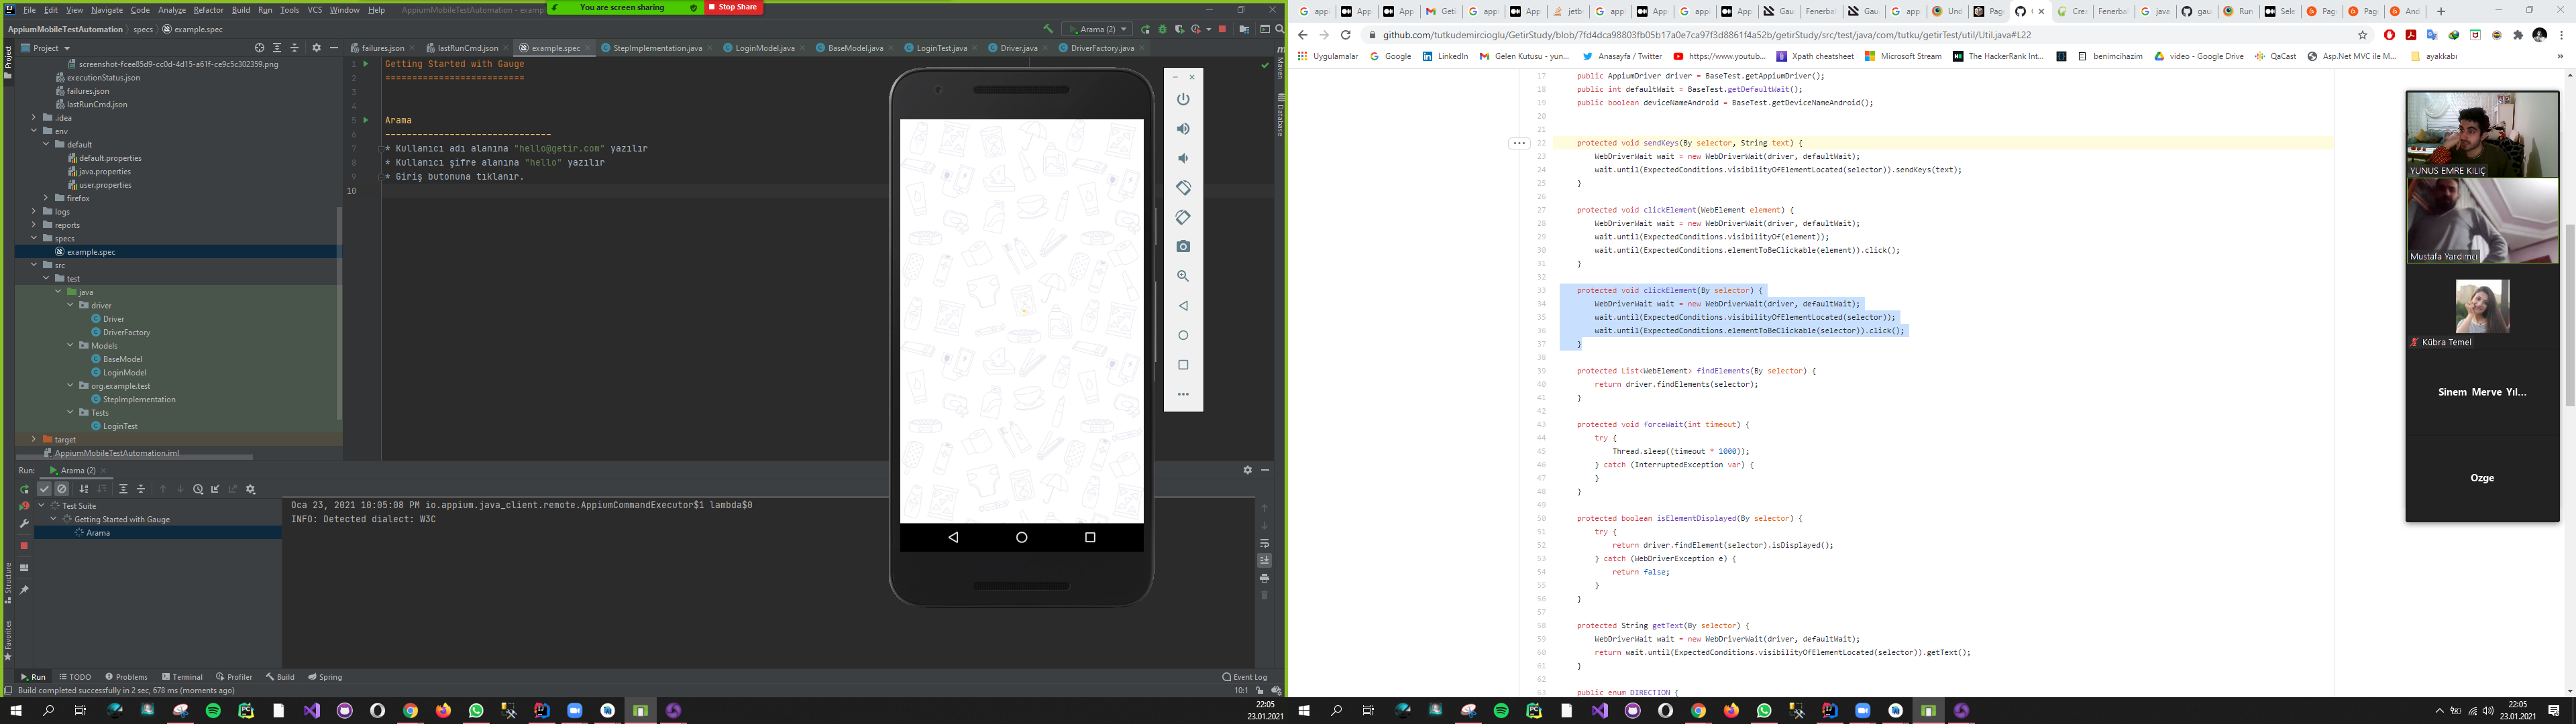 File Edit View Navigate Code Analyze Refactor Build Run Tools VCS Window Help AppiumMobileTestAutomation - example.spec
You are screen sharing Stop Share
AppiumMobileTestAutomation specs example.spec
Arama (2)
Project
failures.json lastRunCmd.json example.spec StepImplementation.java LoginModel.java BaseModel.java LoginTest.java Driver.java DriverFactory.java
screenshot-fcee85d9-cc0d-4d15-a61f-ce9c5c302359.png
executionStatus.json
failures.json
lastRunCmd.json
.idea
env
default
default.properties
java.properties
user.properties
firefox
logs
reports
specs
example.spec
src
test
java
driver
Driver
DriverFactory
Models
BaseModel
LoginModel
org.example.test
StepImplementation
Tests
LoginTest
target
AppiumMobileTestAutomation.iml
1 Getting Started with Gauge
2 ==========================
3
4
5 Arama
6 -------------------------------
7 * Kullanıcı adı alanına "hello@getir.com" yazılır
8 * Kullanıcı şifre alanına "hello" yazılır
9 * Giriş butonuna tıklanır.
10
Maven
Database
Project
Structure
Favorites
Run: Arama (2)
Test Suite
Getting Started with Gauge
Arama
Oca 23, 2021 10:05:08 PM io.appium.java_client.remote.AppiumCommandExecutor$1 lambda$0
INFO: Detected dialect: W3C
Run TODO Problems Terminal Profiler Build Spring Event Log
Build completed successfully in 2 sec, 678 ms (moments ago) 10:1
22:05
23.01.2021
github.com/tutkudemircioglu/GetirStudy/blob/7fd4dca98803fb05b17a0e7ca97f3d8861f4a52b/getirStudy/src/test/java/com/tutku/getirTest/util/Util.java#L22
Uygulamalar Google LinkedIn Gelen Kutusu - yun... Anasayfa / Twitter https://www.youtub... Xpath cheatsheet Microsoft Stream The HackerRank Int... benimcihazim video - Google Drive QaCast Asp.Net MVC ile M... ayakkabı
17 public AppiumDriver driver = BaseTest.getAppiumDriver();
18 public int defaultWait = BaseTest.getDefaultWait();
19 public boolean deviceNameAndroid = BaseTest.getDeviceNameAndroid();
20
21
22 protected void sendKeys(By selector, String text) {
23 WebDriverWait wait = new WebDriverWait(driver, defaultWait);
24 wait.until(ExpectedConditions.visibilityOfElementLocated(selector)).sendKeys(text);
25 }
26
27 protected void clickElement(WebElement element) {
28 WebDriverWait wait = new WebDriverWait(driver, defaultWait);
29 wait.until(ExpectedConditions.visibilityOf(element));
30 wait.until(ExpectedConditions.elementToBeClickable(element)).click();
31 }
32
33 protected void clickElement(By selector) {
34 WebDriverWait wait = new WebDriverWait(driver, defaultWait);
35 wait.until(ExpectedConditions.visibilityOfElementLocated(selector));
36 wait.until(ExpectedConditions.elementToBeClickable(selector)).click();
37 }
38
39 protected List<WebElement> findElements(By selector) {
40 return driver.findElements(selector);
41 }
42
43 protected void forceWait(int timeout) {
44 try {
45 Thread.sleep((timeout * 1000));
46 } catch (InterruptedException var) {
47 }
48 }
49
50 protected boolean isElementDisplayed(By selector) {
51 try {
52 return driver.findElement(selector).isDisplayed();
53 } catch (WebDriverException e) {
54 return false;
55 }
56 }
57
58 protected String getText(By selector) {
59 WebDriverWait wait = new WebDriverWait(driver, defaultWait);
60 return wait.until(ExpectedConditions.visibilityOfElementLocated(selector)).getText();
61 }
62
63 public enum DIRECTION {
YUNUS EMRE KILIÇ
Mustafa Yardımcı
Kübra Temel
Sinem Merve Yıl...
Ozge
22:05
23.01.2021